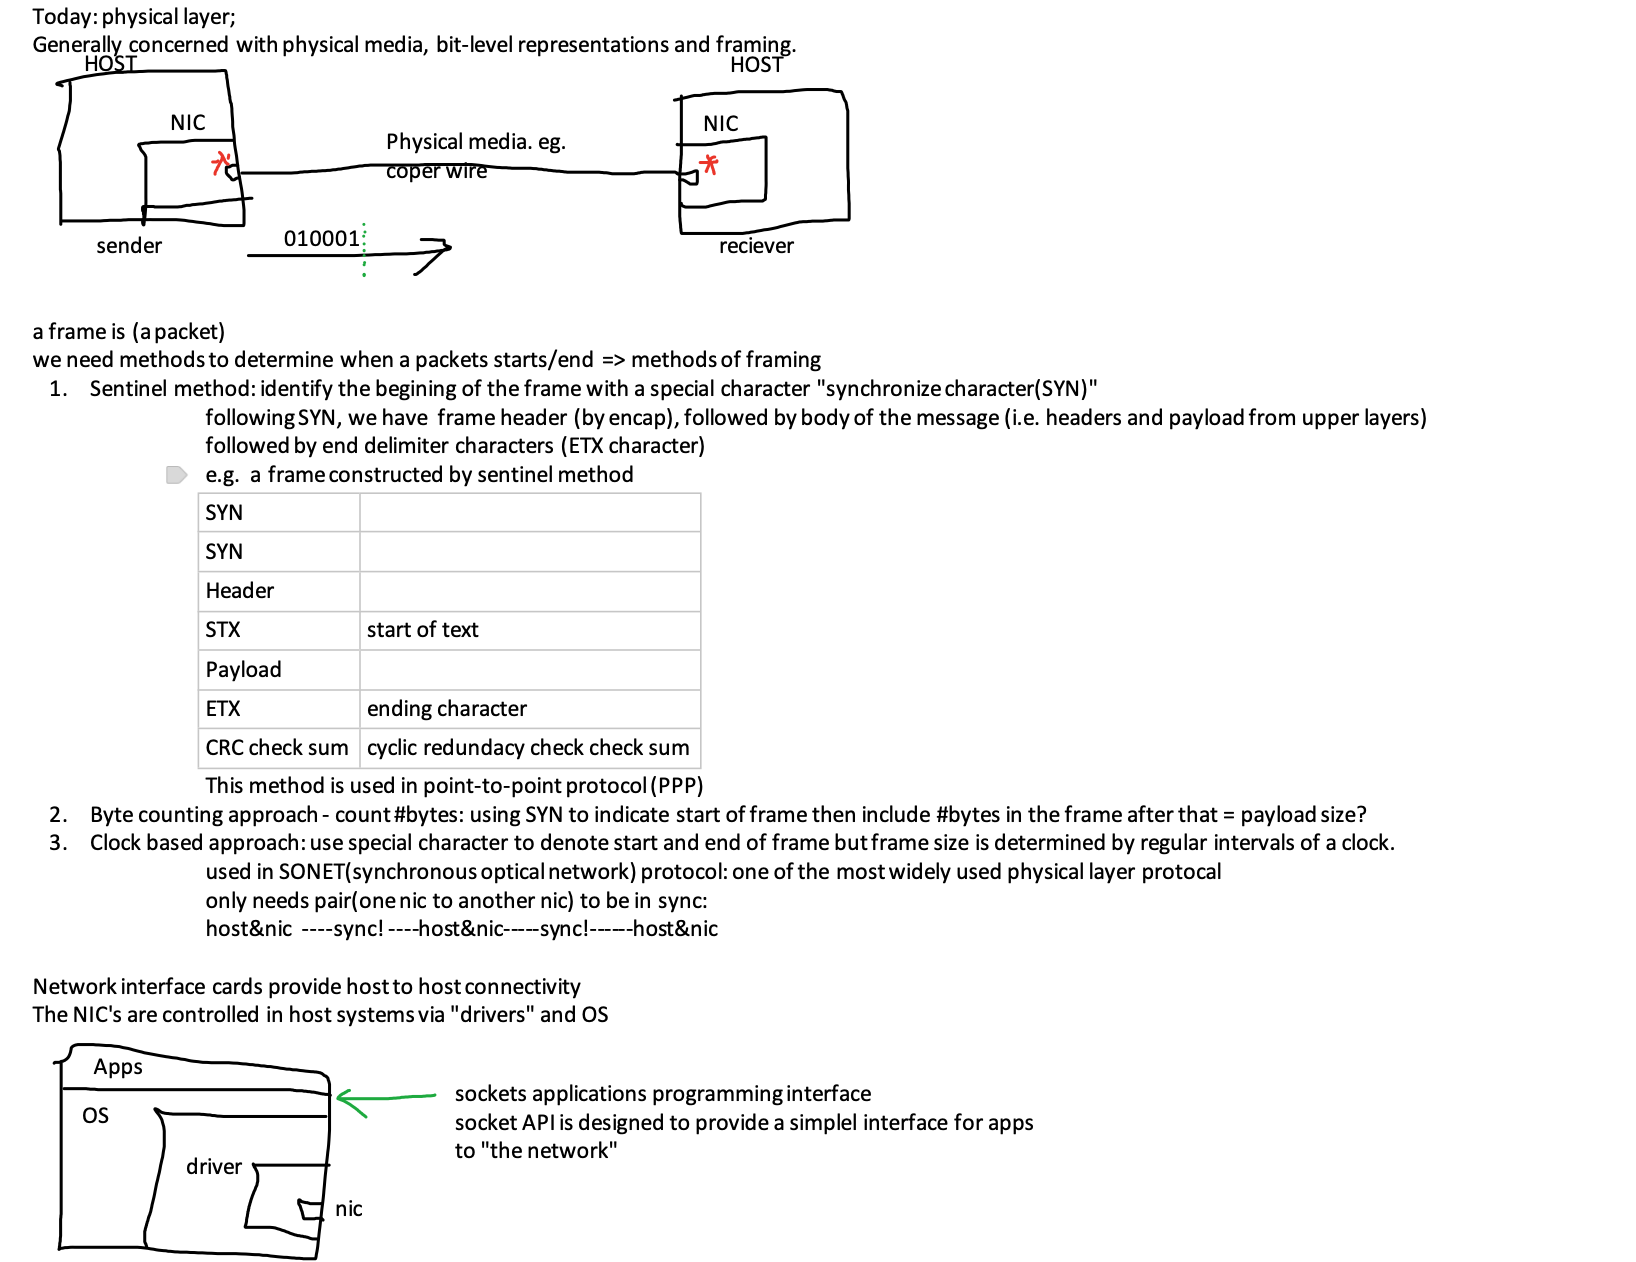 Today: physical layer;
Generally concerned with physical media, bit-level representations and framing.
HOST
HOST
NIC
NIC
Physical media. eg.
coper wire
010001
sender
reciever
a frame is (a packet)
we need methods to determine when a packets starts/end => methods of framing
1. Sentinel method: identify the begining of the frame with a special character "synchronize character(SYN)"
following SYN, we have frame header (by encap), followed by body of the message (i.e. headers and payload from upper layers)
followed by end delimiter characters (ETX character)
e.g. a frame constructed by sentinel method
SYN
SYN
Header
STX start of text
Payload
ETX ending character
CRC check sum cyclic redundacy check check sum
This method is used in point-to-point protocol (PPP)
2. Byte counting approach - count #bytes: using SYN to indicate start of frame then include #bytes in the frame after that = payload size?
3. Clock based approach: use special character to denote start and end of frame but frame size is determined by regular intervals of a clock.
used in SONET(synchronous optical network) protocol: one of the most widely used physical layer protocal
only needs pair(one nic to another nic) to be in sync:
host&nic ----sync! ----host&nic-----sync!------host&nic
Network interface cards provide host to host connectivity
The NIC's are controlled in host systems via "drivers" and OS
Apps
OS
driver
nic
sockets applications programming interface
socket API is designed to provide a simplel interface for apps
to "the network"